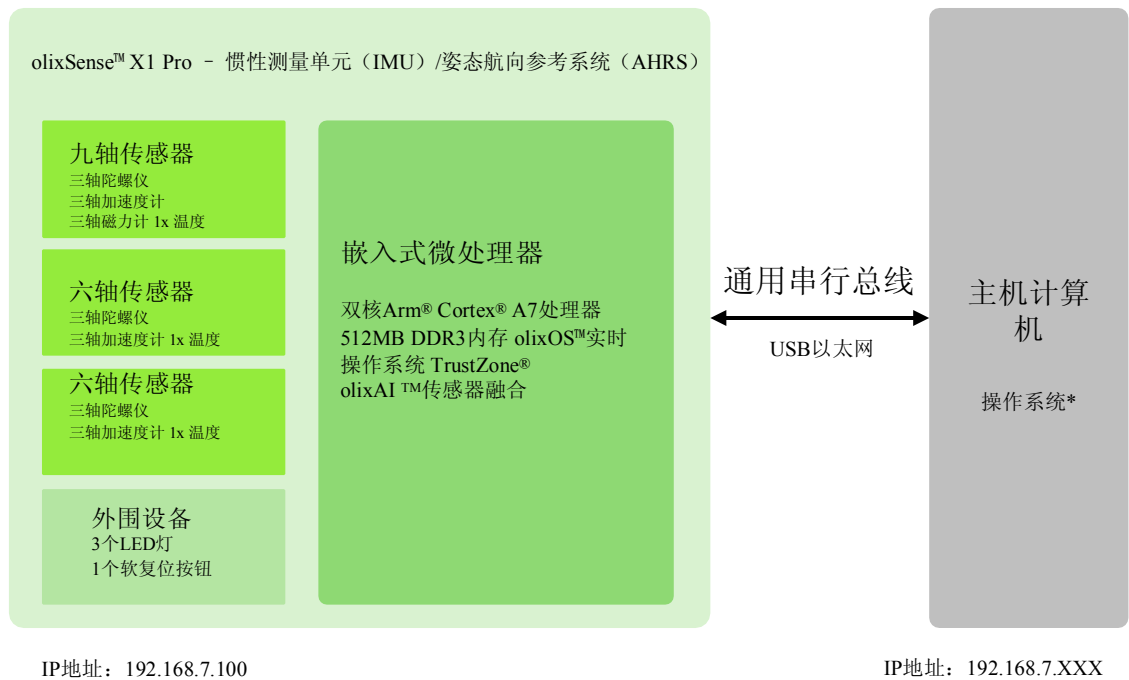 olixSense™ X1 Pro – 惯性测量单元（IMU）/姿态航向参考系统（AHRS）
九轴传感器
三轴陀螺仪
三轴加速度计
三轴磁力计 1x 温度
六轴传感器
三轴陀螺仪
三轴加速度计 1x 温度
六轴传感器
三轴陀螺仪
三轴加速度计 1x 温度
外围设备
3个LED灯
1个软复位按钮
嵌入式微处理器
双核Arm® Cortex® A7处理器
512MB DDR3内存 olixOS™实时
操作系统 TrustZone®
olixAI ™传感器融合
通用串行总线
USB以太网
主机计算
机
操作系统*
IP地址：192.168.7.100
IP地址：192.168.7.XXX